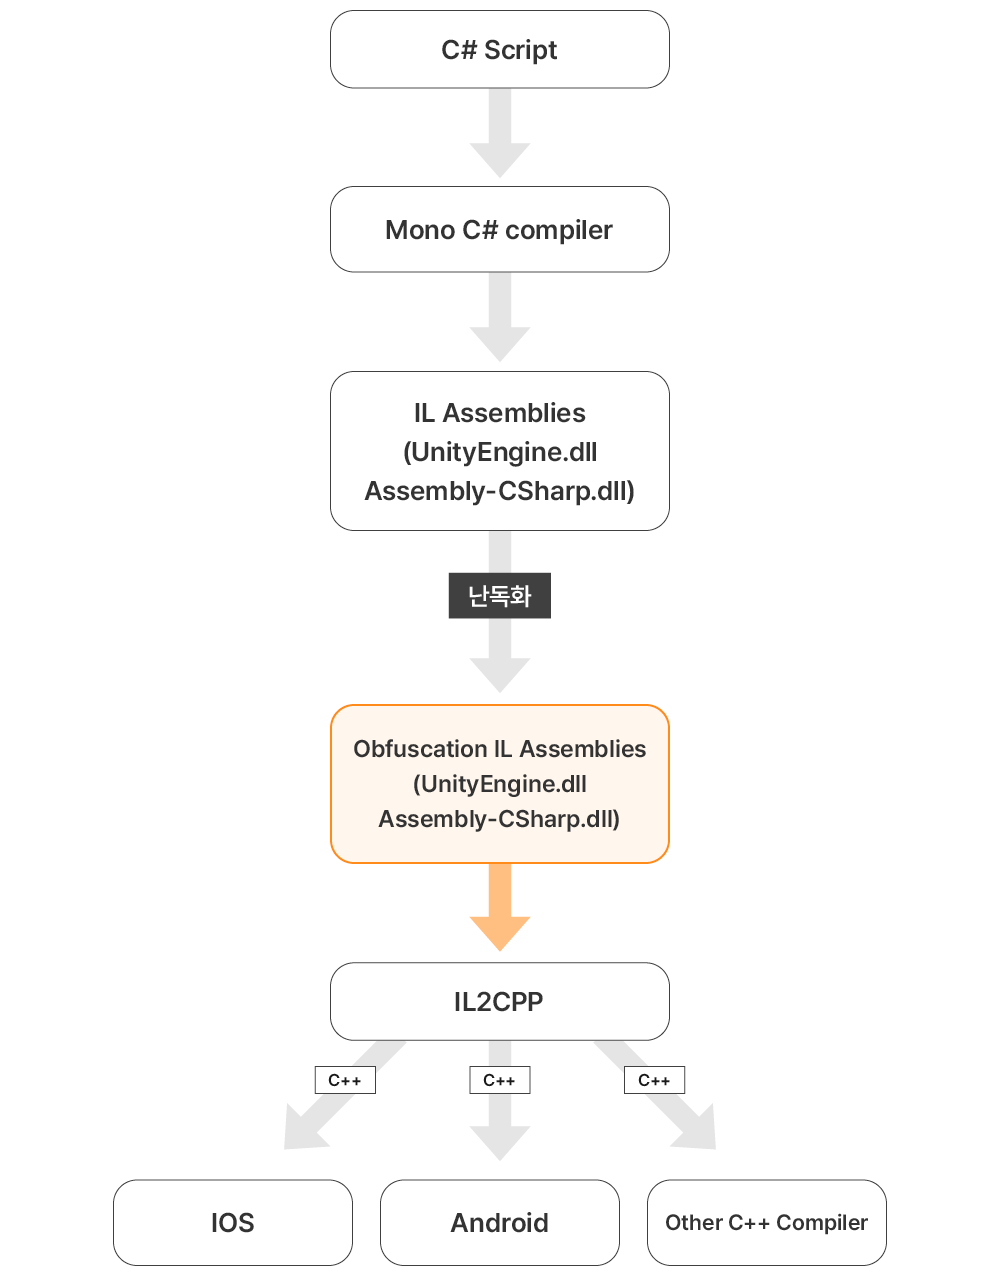 C# Script
Mono C# compiler
IL Assemblies
(UnityEngine.dll
Assembly-CSharp.dll)
난독화
Obfuscation IL Assemblies
(UnityEngine.dll
Assembly-CSharp.dll)
IL2CPP
C++
C++
C++
IOS
Android
Other C++ Compiler